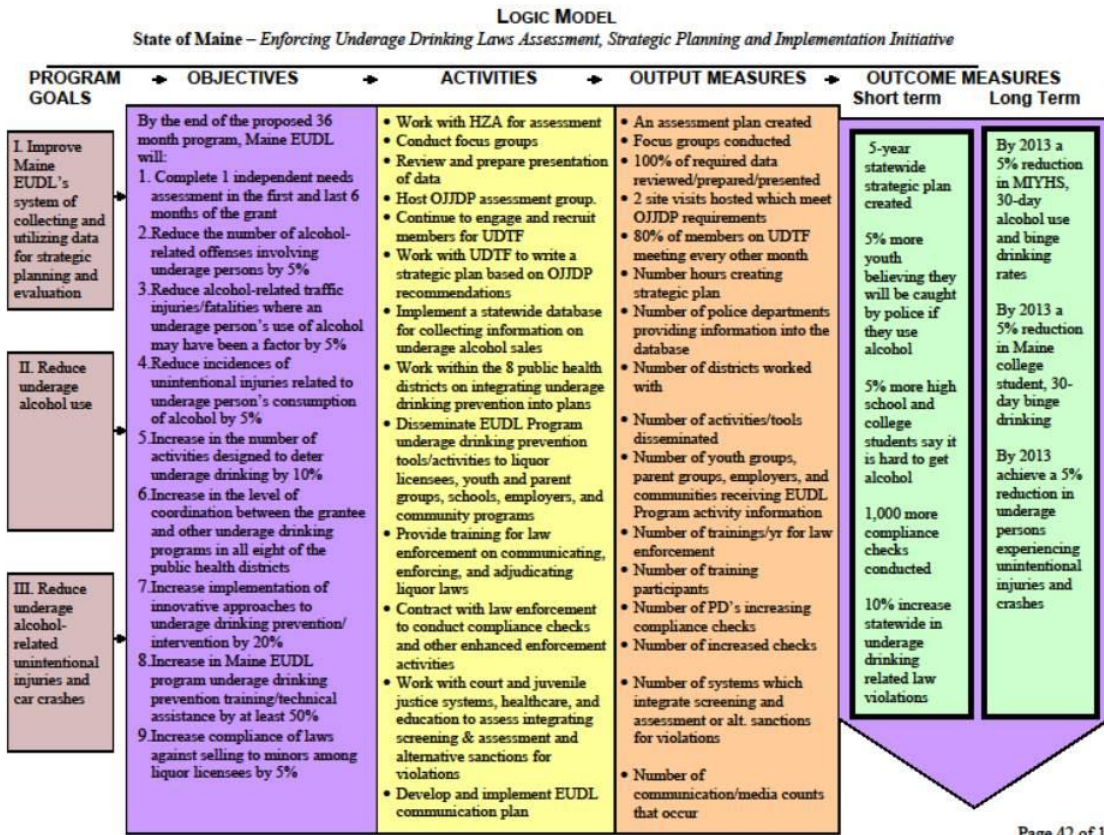 LOGIC MODEL
State of Maine – Enforcing Underage Drinking Laws Assessment, Strategic Planning and Implementation Initiative
PROGRAM
GOALS
OBJECTIVES
ACTIVITIES
OUTPUT MEASURES
OUTCOME MEASURES
Short term
Long Term
I. Improve
Maine
EUDL's
system of
collecting and
utilizing data
for strategic
planning and
evaluation
II. Reduce
underage
alcohol use
III. Reduce
underage
alcohol-
related
unintentional
injuries and
car crashes
By the end of the proposed 36
month program, Maine EUDL
will:
1. Complete 1 independent needs
assessment in the first and last 6
months of the grant
2.Reduce the number of alcohol-
related offenses involving
underage persons by 5%
3.Reduce alcohol-related traffic
injuries/fatalities where an
underage person's use of alcohol
may have been a factor by 5%
4.Reduce incidences of
unintentional injuries related to
underage person's consumption
of alcohol by 5%
5.Increase in the number of
activities designed to deter
underage drinking by 10%
6.Increase in the level of
coordination between the grantee
and other underage drinking
programs in all eight of the
public health districts
7.Increase implementation of
innovative approaches to
underage drinking prevention/
intervention by 20%
8.Increase in Maine EUDL
program underage drinking
prevention training/technical
assistance by at least 50%
9.Increase compliance of laws
against selling to minors among
liquor licensees by 5%
• Work with HZA for assessment
• Conduct focus groups
• Review and prepare presentation
of data
• Host OJJDP assessment group.
• Continue to engage and recruit
members for UDTF
• Work with UDTF to write a
strategic plan based on OJJDP
recommendations
• Implement a statewide database
for collecting information on
underage alcohol sales
• Work within the 8 public health
districts on integrating underage
drinking prevention into plans
• Disseminate EUDL Program
underage drinking prevention
tools/activities to liquor
licensees, youth and parent
groups, schools, employers, and
community programs
• Provide training for law
enforcement on communicating,
enforcing, and adjudicating
liquor laws
• Contract with law enforcement
to conduct compliance checks
and other enhanced enforcement
activities
• Work with court and juvenile
justice systems, healthcare, and
education to assess integrating
screening & assessment and
alternative sanctions for
violations
• Develop and implement EUDL
communication plan
• An assessment plan created
• Focus groups conducted
• 100% of required data
reviewed/prepared/presented
• 2 site visits hosted which meet
OJJDP requirements
• 80% of members on UDTF
meeting every other month
• Number hours creating
strategic plan
• Number of police departments
providing information into the
database
• Number of districts worked
with
• Number of activities/tools
disseminated
• Number of youth groups,
parent groups, employers, and
communities receiving EUDL
Program activity information
• Number of trainings/yr for law
enforcement
• Number of training
participants
• Number of PD's increasing
compliance checks
• Number of increased checks
• Number of systems which
integrate screening and
assessment or alt. sanctions
for violations
• Number of
communication/media counts
that occur
5-year
statewide
strategic plan
created
5% more
youth
believing they
will be caught
by police if
they use
alcohol
5% more high
school and
college
students say it
is hard to get
alcohol
1,000 more
compliance
checks
conducted
10% increase
statewide in
underage
drinking
related law
violations
By 2013 a
5% reduction
in MIYHS,
30-day
alcohol use
and binge
drinking
rates
By 2013 a
5% reduction
in Maine
college
student, 30-
day binge
drinking
By 2013
achieve a 5%
reduction in
underage
persons
experiencing
unintentional
injuries and
crashes
Page 42 of 1